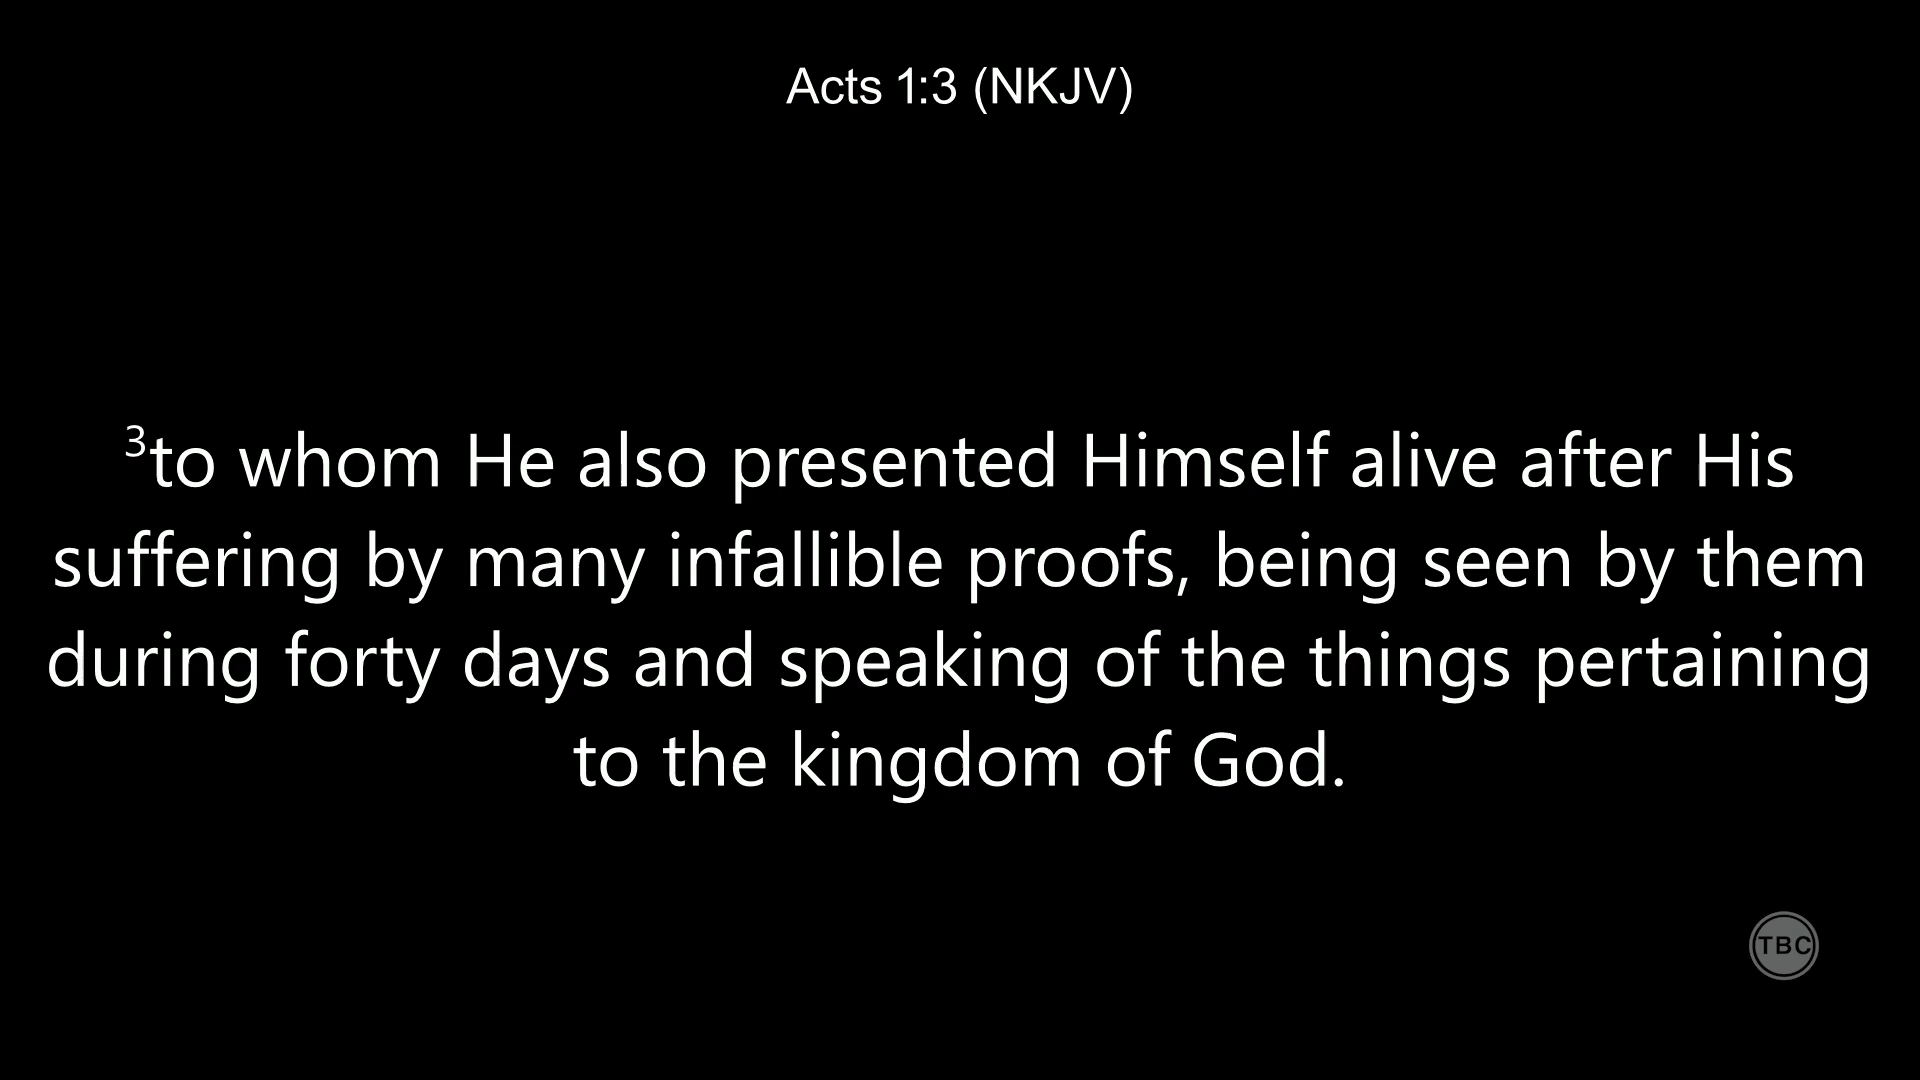 Acts 1:3 (NKJV)
³to whom He also presented Himself alive after His
suffering by many infallible proofs, being seen by them
during forty days and speaking of the things pertaining
to the kingdom of God.
TBC